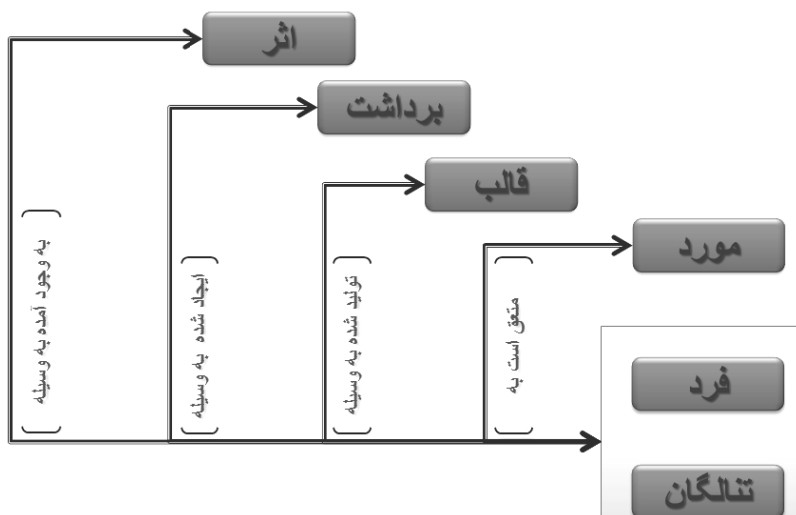 اثر
برداشت
قالب
مورد
به وجود آمده به وسیله
ایجاد شده به وسیله
تولید شده به وسیله
متعق است به
فرد
تنالگان